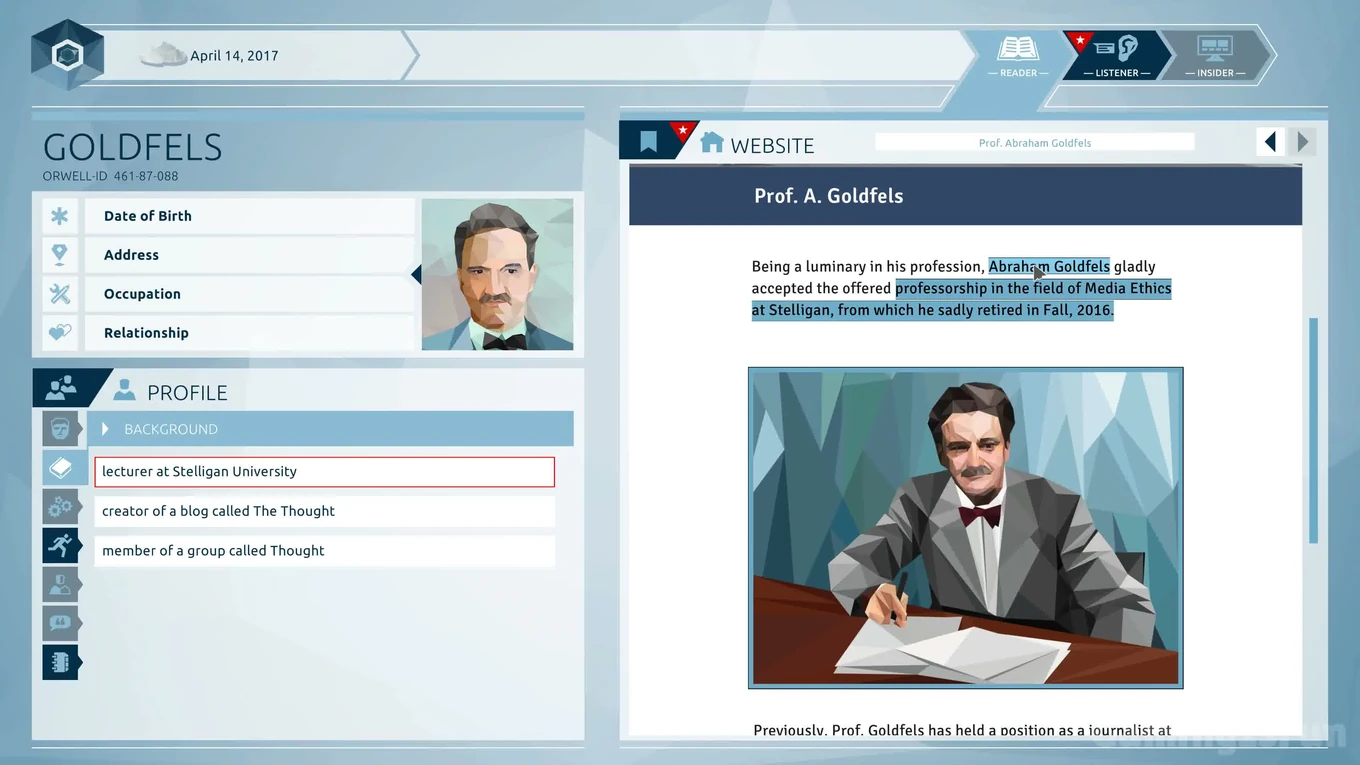 April 14, 2017
— READER —
— LISTENER —
— INSIDER —
GOLDFELS
ORWELL-ID 461-87-088
Date of Birth
Address
Occupation
Relationship
PROFILE
BACKGROUND
lecturer at Stelligan University
creator of a blog called The Thought
member of a group called Thought
WEBSITE
Prof. Abraham Goldfels
Prof. A. Goldfels
Being a luminary in his profession, Abraham Goldfels gladly
accepted the offered professorship in the field of Media Ethics
at Stelligan, from which he sadly retired in Fall, 2016.
Previously, Prof. Goldfels has held a position as a journalist at